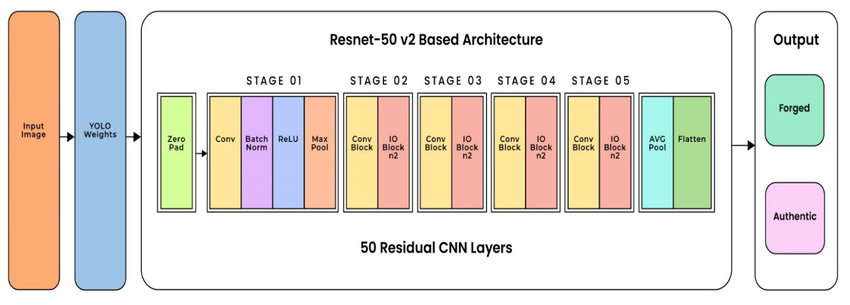 Resnet-50 v2 Based Architecture
Output
STAGE 01
STAGE 02
STAGE 03
STAGE 04
STAGE 05
Input
Image
YOLO
Weights
Zero
Pad
Conv
Batch
Norm
ReLU
Max
Pool
Conv
Block
IO
Block
n2
Conv
Block
IO
Block
n2
Conv
Block
IO
Block
n2
Conv
Block
IO
Block
n2
AVG
Pool
Flatten
Forged
Authentic
50 Residual CNN Layers